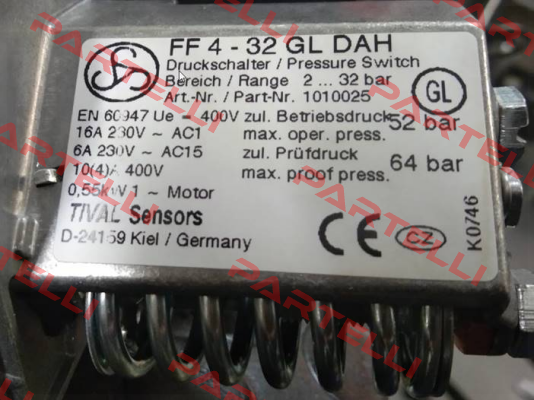 FF 4 - 32 GL DAH
Druckschalter / Pressure Switch
Bereich / Range 2 ... 32 bar
Art.-Nr. / Part-Nr. 1010025
GL
EN 60947 Ue ~ 400V zul. Betriebsdruck 52 bar
16A 230V ~ AC1 max. oper. press.
6A 230V ~ AC15 zul. Prüfdruck 64 bar
10(4)A 400V max. proof press.
0,55kW 1 ~ Motor
TIVAL Sensors
D-24159 Kiel / Germany
CE
CZ
K0746
PARTELLI
PARTELLI
PARTELLI
PARTELLI
PARTELLI